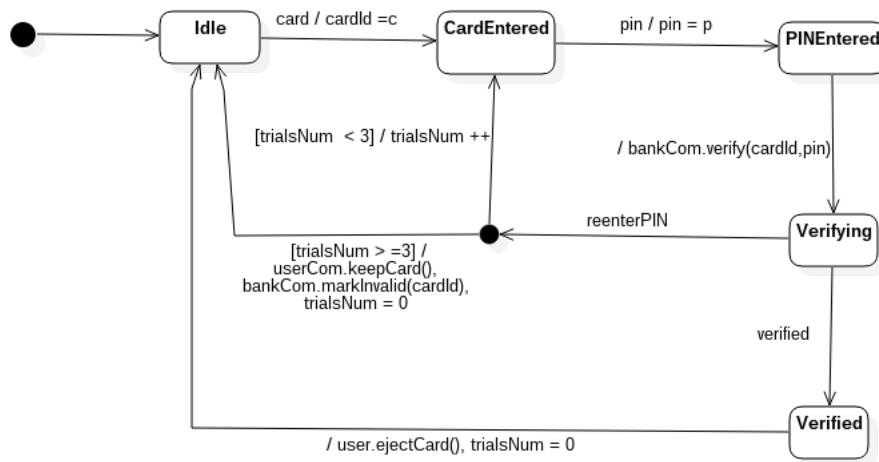 Idle
card / cardId =c
CardEntered
pin / pin = p
PINEntered
[trialsNum < 3] / trialsNum ++
/ bankCom.verify(cardId,pin)
reenterPIN
Verifying
[trialsNum > =3] /
userCom.keepCard(),
bankCom.markInvalid(cardId),
trialsNum = 0
verified
Verified
/ user.ejectCard(), trialsNum = 0